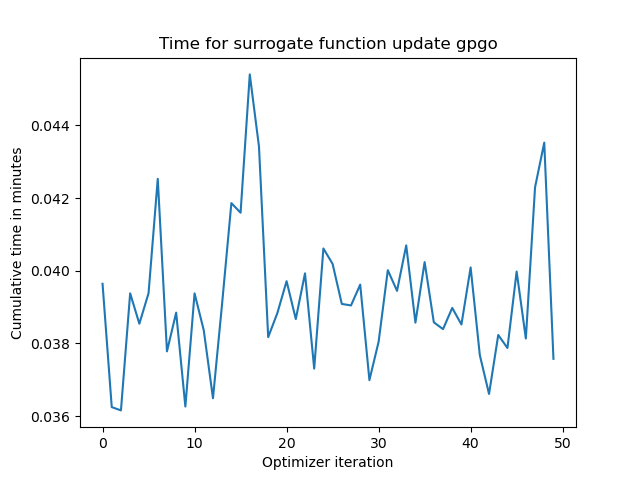 Time for surrogate function update gpgo
Cumulative time in minutes
0.044
0.042
0.040
0.038
0.036
0 10 20 30 40 50
Optimizer iteration